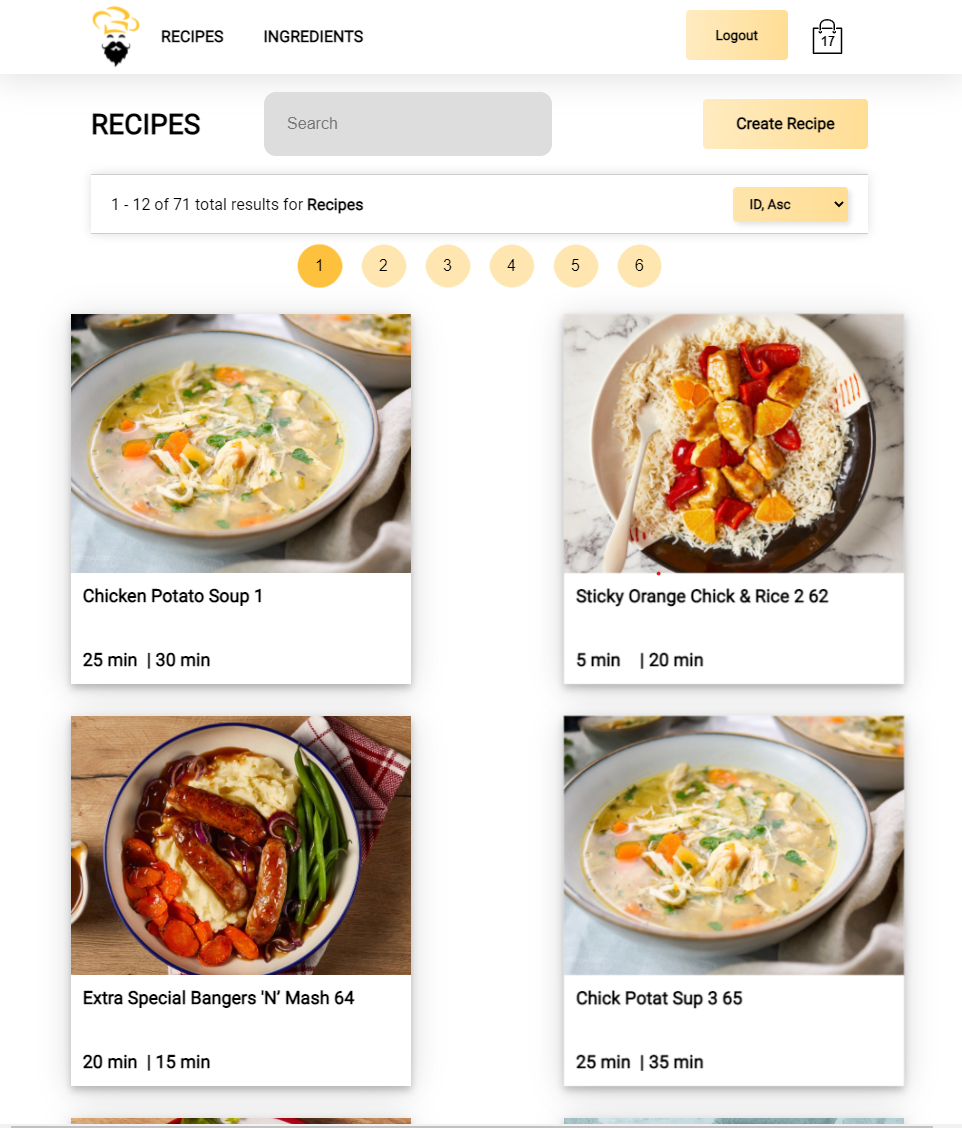 RECIPES INGREDIENTS Logout 17
RECIPES Search Create Recipe
1 - 12 of 71 total results for Recipes ID, Asc
1 2 3 4 5 6
Chicken Potato Soup 1
25 min | 30 min
Sticky Orange Chick & Rice 2 62
5 min | 20 min
Extra Special Bangers 'N’ Mash 64
20 min | 15 min
Chick Potat Sup 3 65
25 min | 35 min